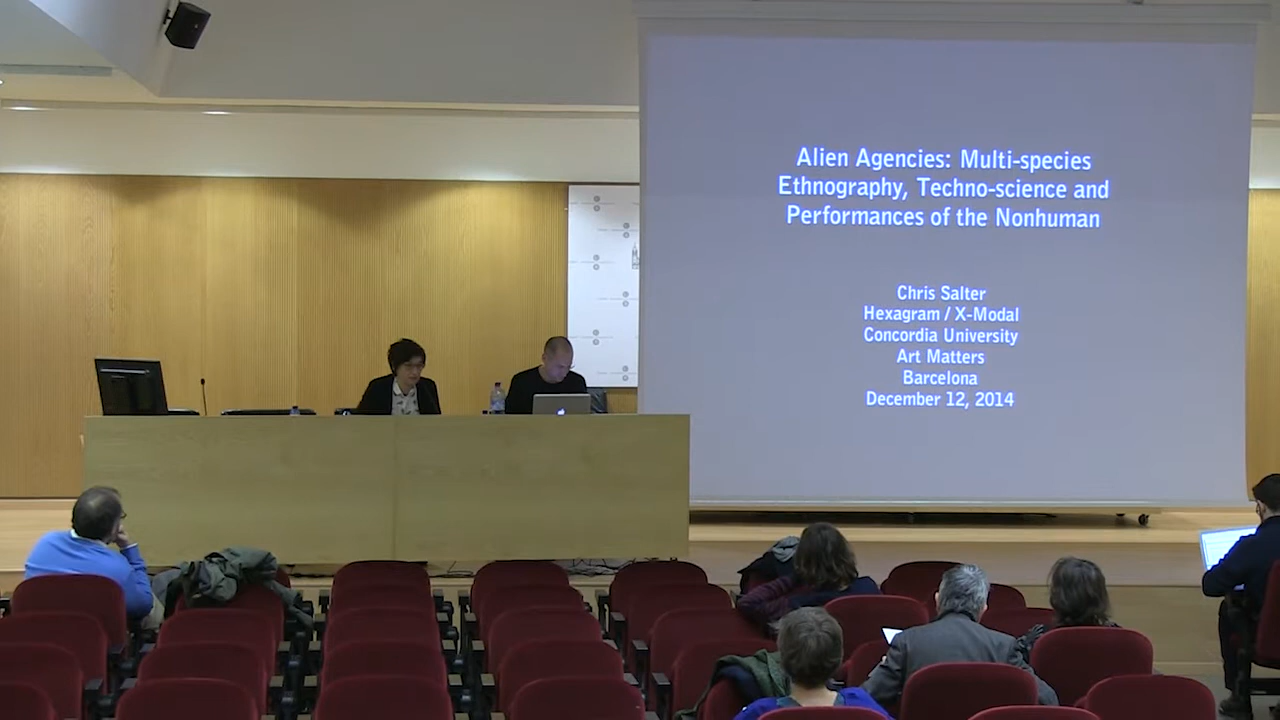 Alien Agencies: Multi-species
Ethnography, Techno-science and
Performances of the Nonhuman
Chris Salter
Hexagram / X-Modal
Concordia University
Art Matters
Barcelona
December 12, 2014